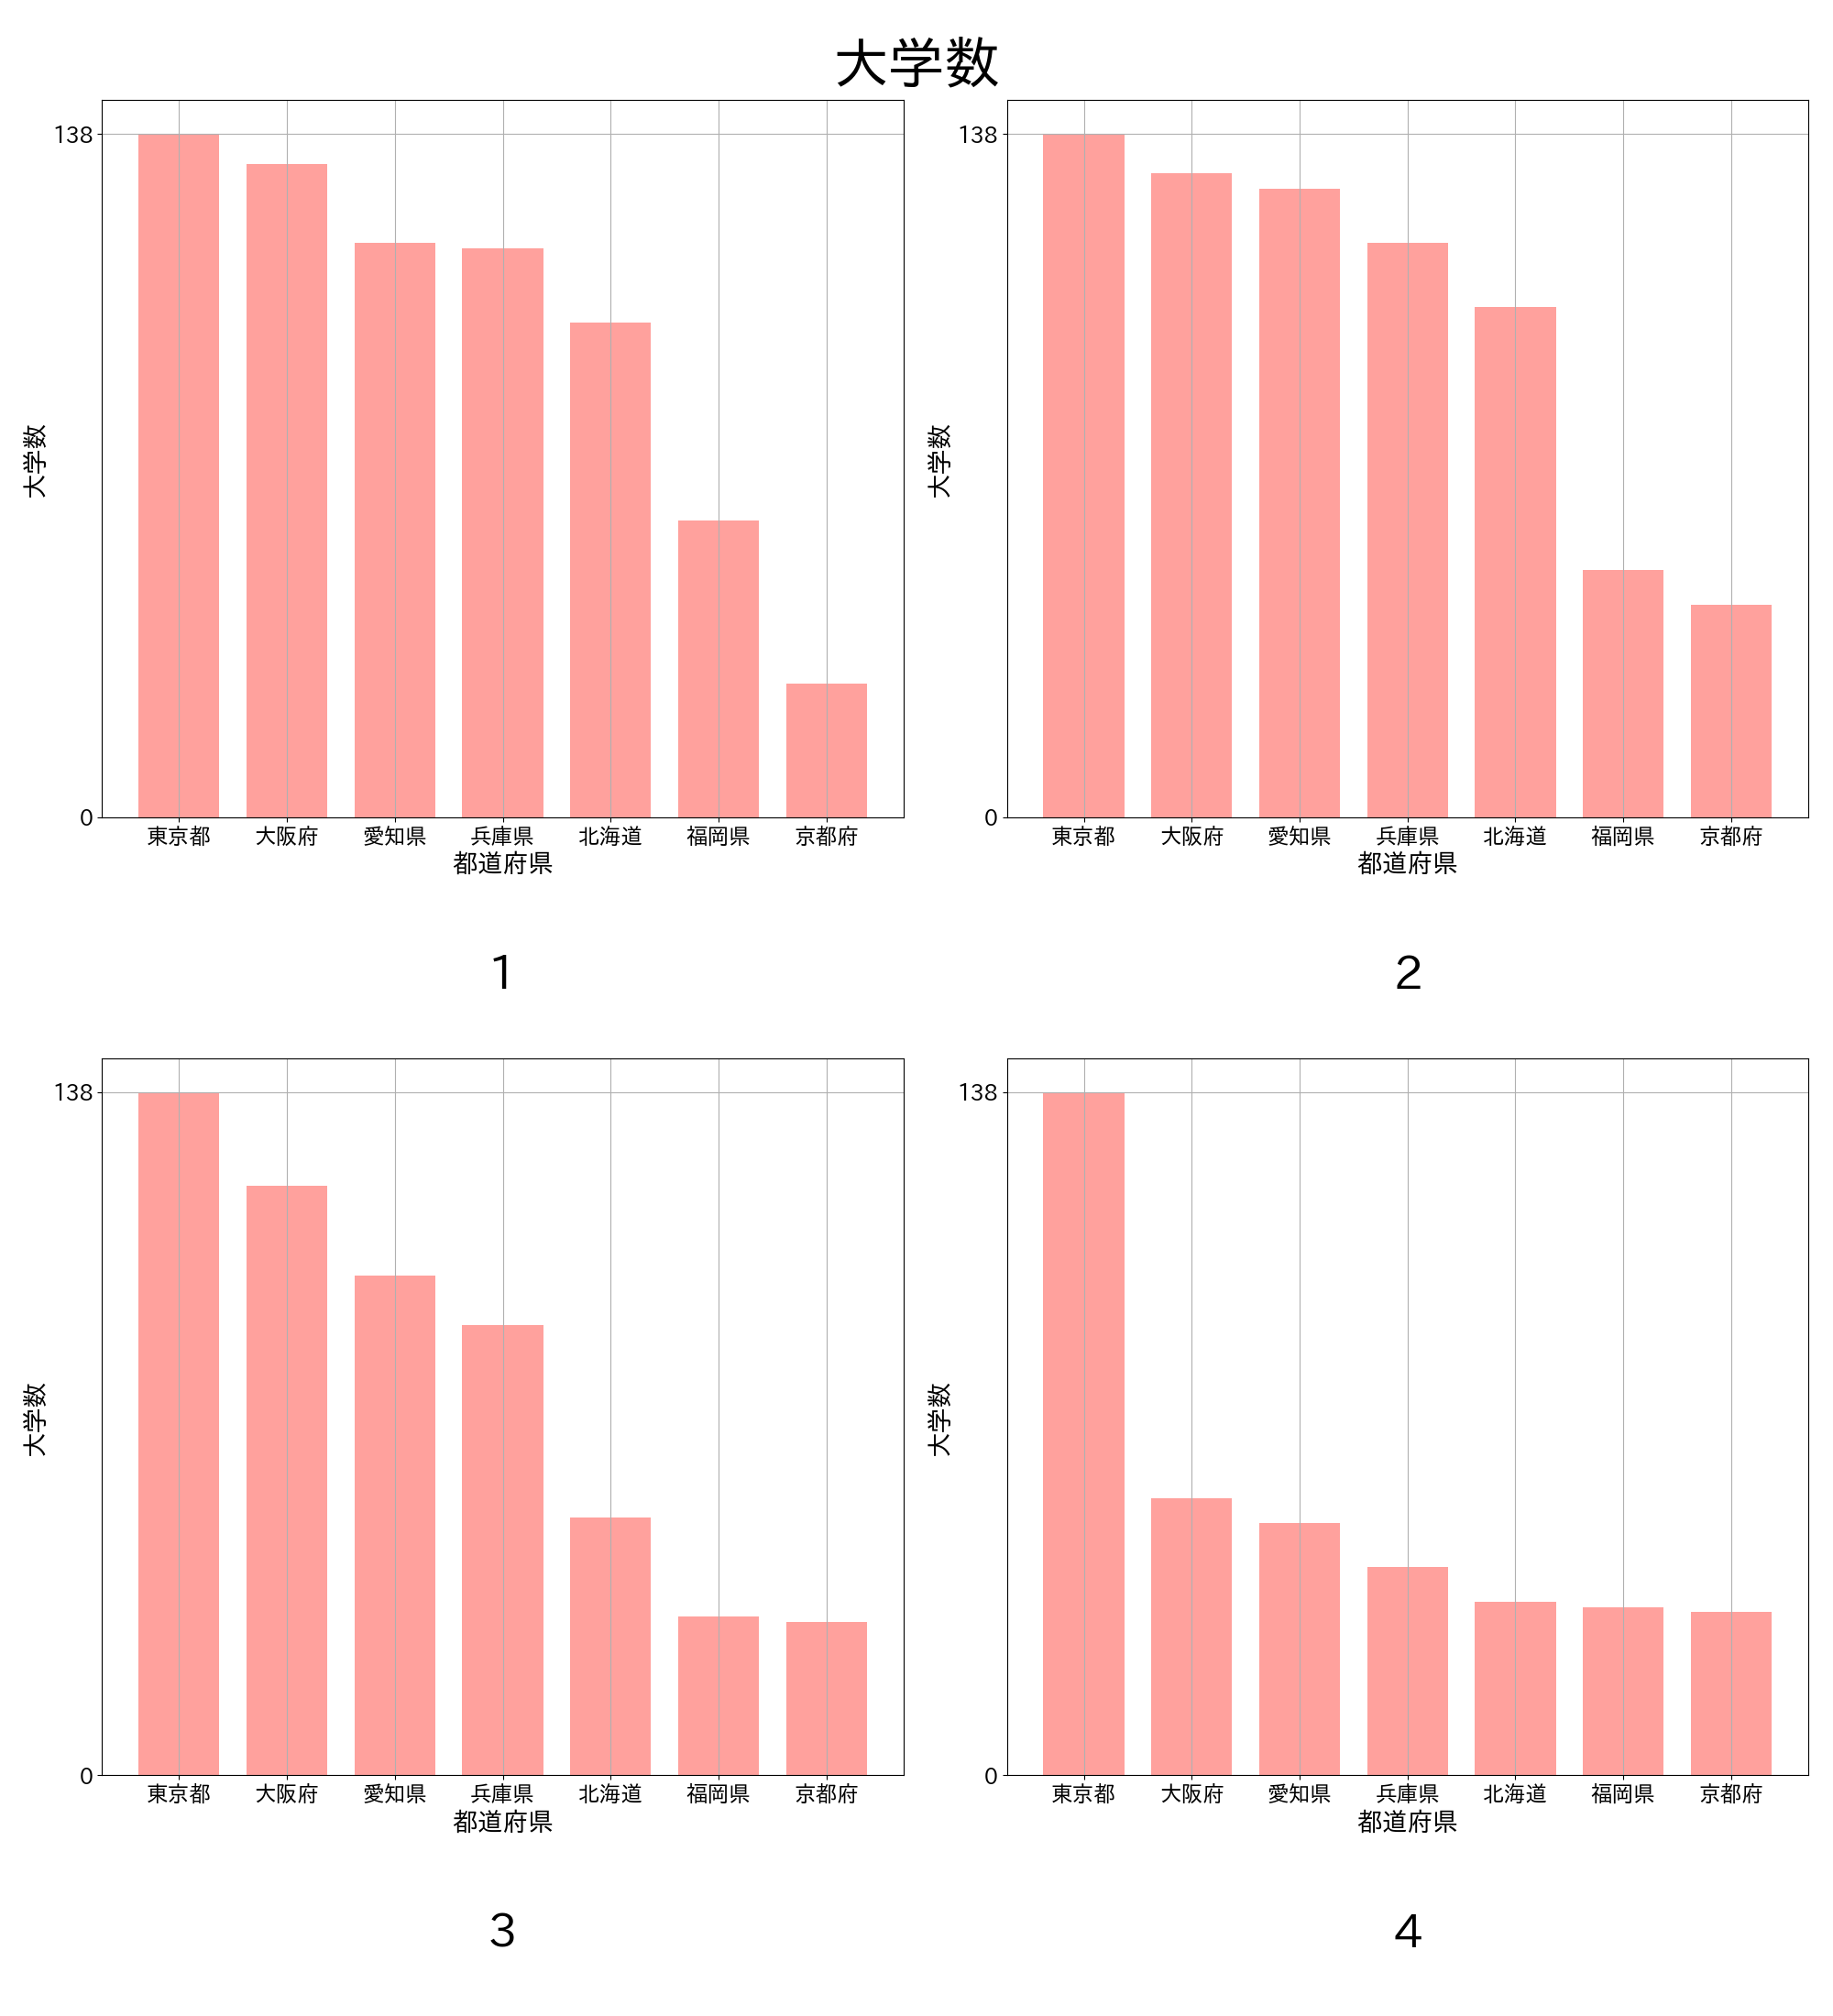 大学数
138
0
大学数
東京都 大阪府 愛知県 兵庫県 北海道 福岡県 京都府
都道府県
1
138
0
大学数
東京都 大阪府 愛知県 兵庫県 北海道 福岡県 京都府
都道府県
2
138
0
大学数
東京都 大阪府 愛知県 兵庫県 北海道 福岡県 京都府
都道府県
3
138
0
大学数
東京都 大阪府 愛知県 兵庫県 北海道 福岡県 京都府
都道府県
4